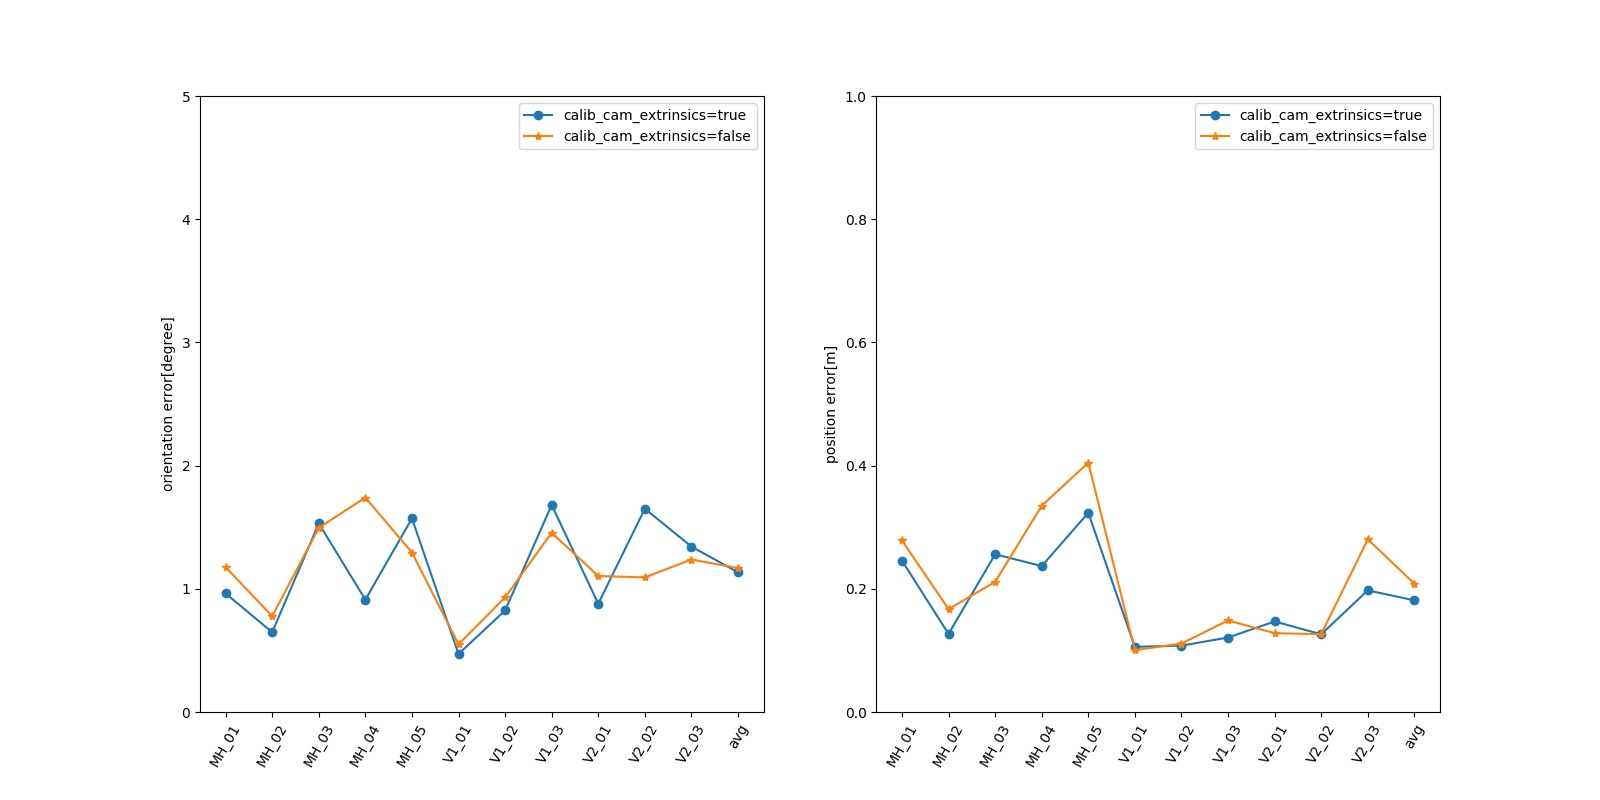 orientation error[degree]
5
4
3
2
1
0
calib_cam_extrinsics=true
calib_cam_extrinsics=false
MH_01
MH_02
MH_03
MH_04
MH_05
V1_01
V1_02
V1_03
V2_01
V2_02
V2_03
avg
position error[m]
1.0
0.8
0.6
0.4
0.2
0.0
calib_cam_extrinsics=true
calib_cam_extrinsics=false
MH_01
MH_02
MH_03
MH_04
MH_05
V1_01
V1_02
V1_03
V2_01
V2_02
V2_03
avg